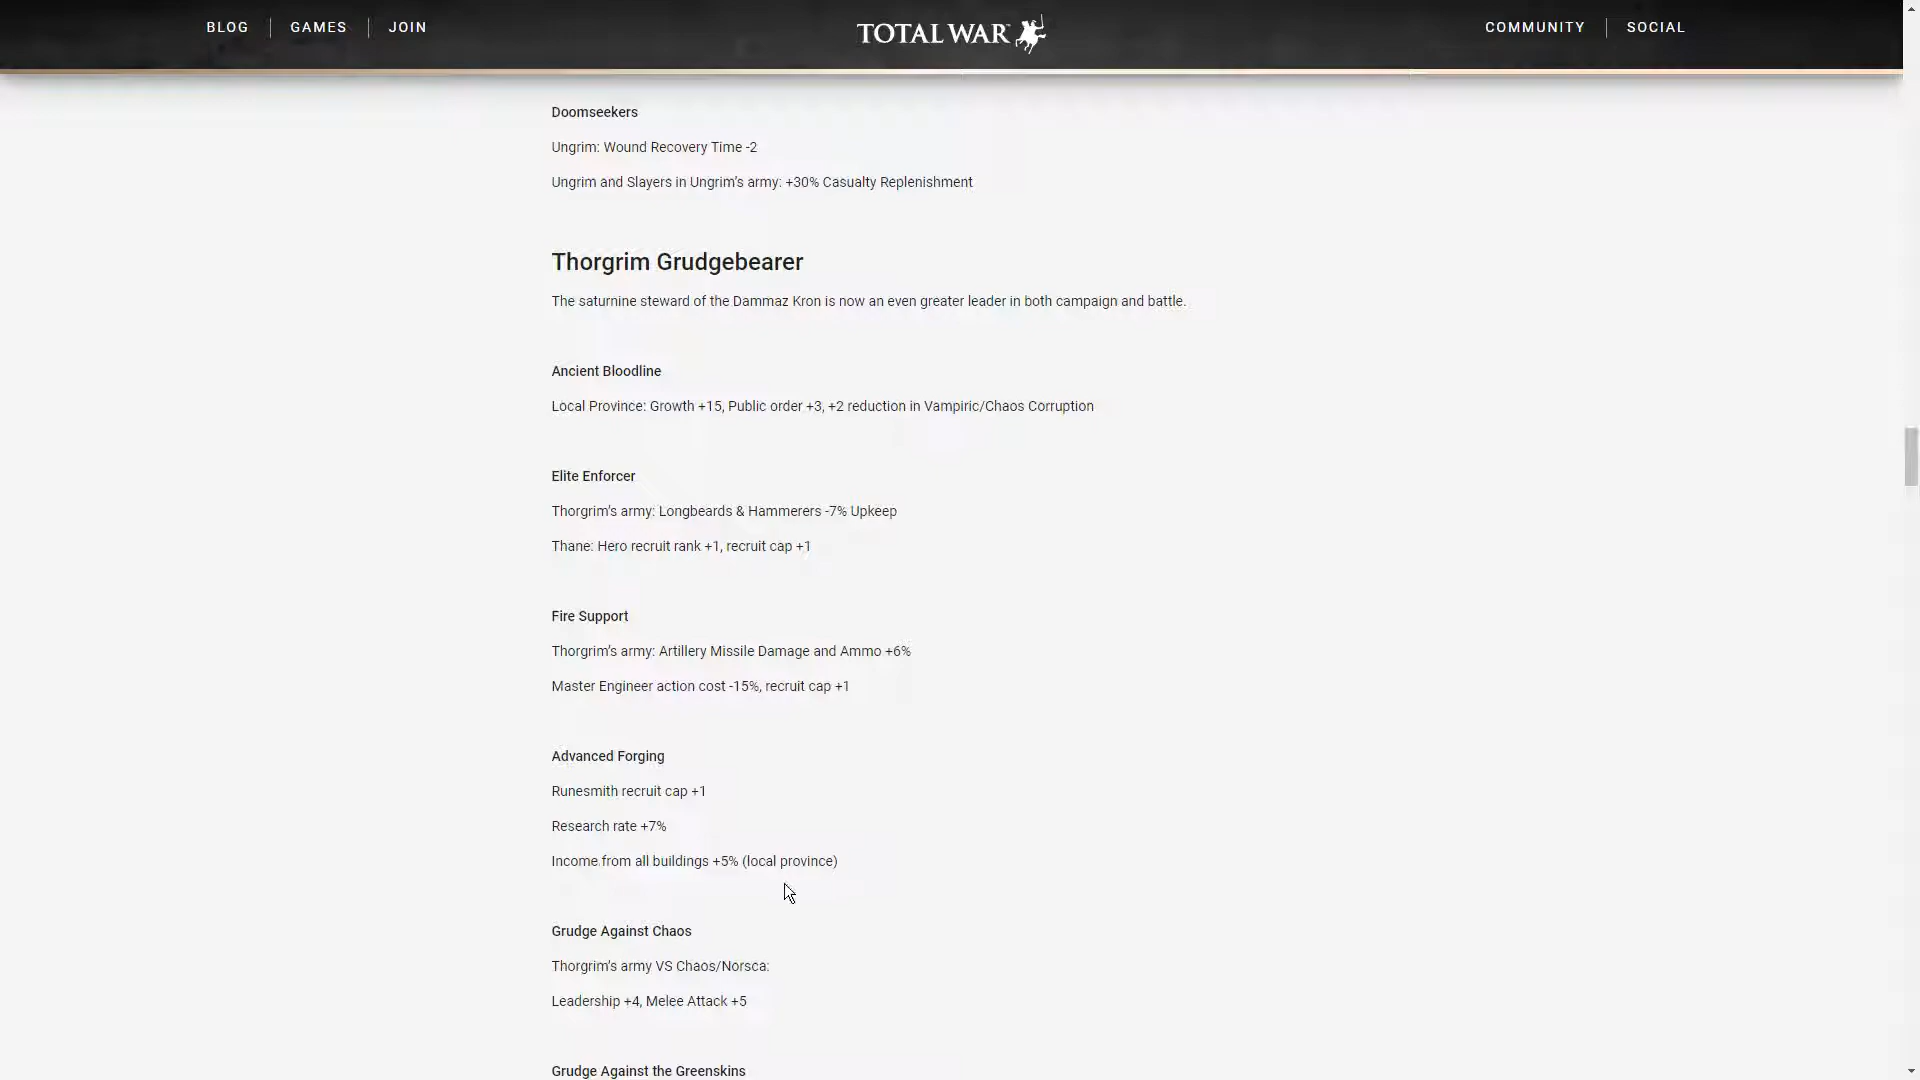 BLOG
GAMES
JOIN
TOTAL WAR
COMMUNITY
SOCIAL
Doomseekers
Ungrim: Wound Recovery Time -2
Ungrim and Slayers in Ungrim’s army: +30% Casualty Replenishment
Thorgrim Grudgebearer
The saturnine steward of the Dammaz Kron is now an even greater leader in both campaign and battle.
Ancient Bloodline
Local Province: Growth +15, Public order +3, +2 reduction in Vampiric/Chaos Corruption
Elite Enforcer
Thorgrim’s army: Longbeards & Hammerers -7% Upkeep
Thane: Hero recruit rank +1, recruit cap +1
Fire Support
Thorgrim’s army: Artillery Missile Damage and Ammo +6%
Master Engineer action cost -15%, recruit cap +1
Advanced Forging
Runesmith recruit cap +1
Research rate +7%
Income from all buildings +5% (local province)
Grudge Against Chaos
Thorgrim’s army VS Chaos/Norsca:
Leadership +4, Melee Attack +5
Grudge Against the Greenskins